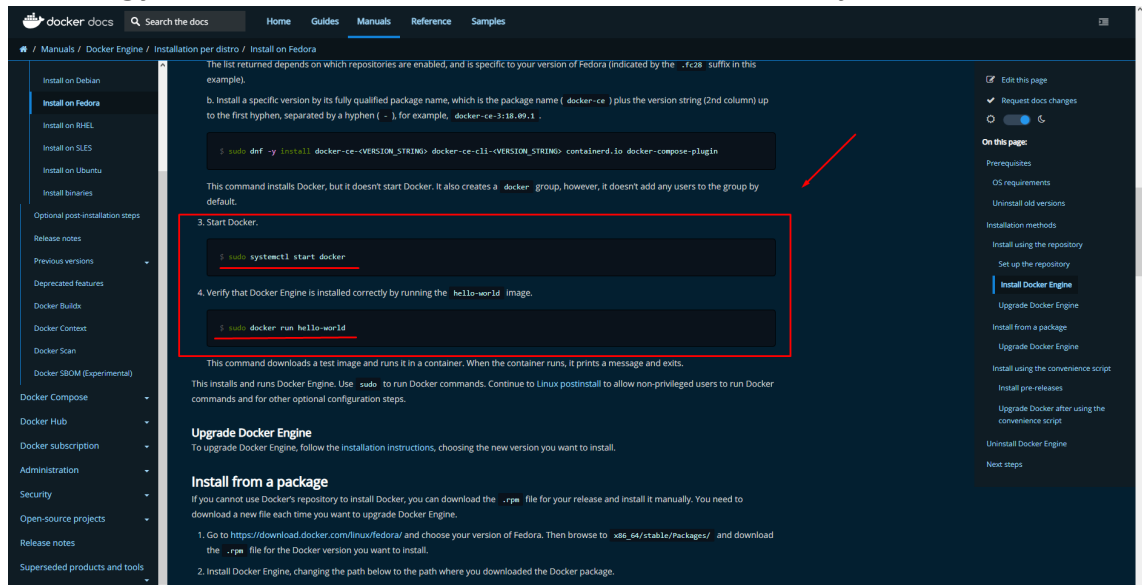 docker docs
Search the docs
Home Guides Manuals Reference Samples
/ Manuals / Docker Engine / Installation per distro / Install on Fedora
Install on Debian
Install on Fedora
Install on RHEL
Install on SLES
Install on Ubuntu
Install binaries
Optional post-installation steps
Release notes
Previous versions
Deprecated features
Docker Buildx
Docker Context
Docker Scan
Docker SBOM (Experimental)
Docker Compose
Docker Hub
Docker subscription
Administration
Security
Open-source projects
Release notes
Superseded products and tools
The list returned depends on which repositories are enabled, and is specific to your version of Fedora (indicated by the .fc28 suffix in this
example).
b. Install a specific version by its fully qualified package name, which is the package name ( docker-ce ) plus the version string (2nd column) up
to the first hyphen, separated by a hyphen ( - ), for example, docker-ce-3:18.09.1 .
$ sudo dnf -y install docker-ce-<VERSION_STRING> docker-ce-cli-<VERSION_STRING> containerd.io docker-compose-plugin
This command installs Docker, but it doesn't start Docker. It also creates a docker group, however, it doesn't add any users to the group by
default.
3. Start Docker.
$ sudo systemctl start docker
4. Verify that Docker Engine is installed correctly by running the hello-world image.
$ sudo docker run hello-world
This command downloads a test image and runs it in a container. When the container runs, it prints a message and exits.
This installs and runs Docker Engine. Use sudo to run Docker commands. Continue to Linux postinstall to allow non-privileged users to run Docker
commands and for other optional configuration steps.
Upgrade Docker Engine
To upgrade Docker Engine, follow the installation instructions, choosing the new version you want to install.
Install from a package
If you cannot use Docker's repository to install Docker, you can download the .rpm file for your release and install it manually. You need to
download a new file each time you want to upgrade Docker Engine.
1. Go to https://download.docker.com/linux/fedora/ and choose your version of Fedora. Then browse to x86_64/stable/Packages/ and download
the .rpm file for the Docker version you want to install.
2. Install Docker Engine, changing the path below to the path where you downloaded the Docker package.
Edit this page
Request docs changes
On this page:
Prerequisites
OS requirements
Uninstall old versions
Installation methods
Install using the repository
Set up the repository
Install Docker Engine
Upgrade Docker Engine
Install from a package
Upgrade Docker Engine
Install using the convenience script
Install pre-releases
Upgrade Docker after using the
convenience script
Uninstall Docker Engine
Next steps